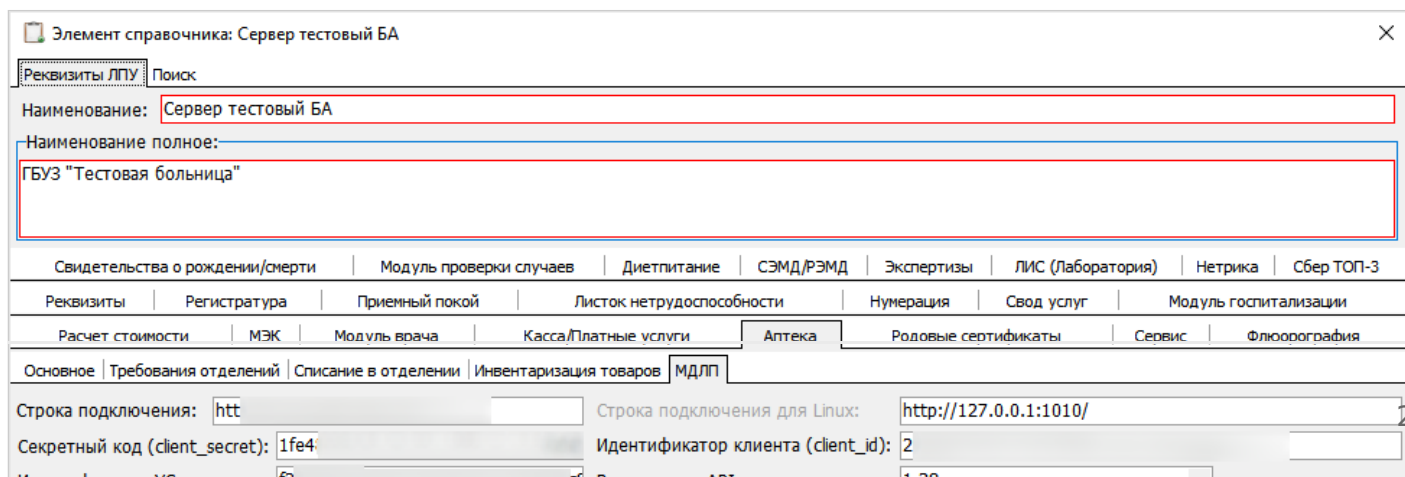 Элемент справочника: Сервер тестовый БА
Реквизиты ЛПУ Поиск
Наименование: Сервер тестовый БА
Наименование полное:
ГБУЗ "Тестовая больница"
Свидетельства о рождении/смерти Модуль проверки случаев Диетпитание СЭМД/РЭМД Экспертизы ЛИС (Лаборатория) Нетрика Сбер ТОП-3
Реквизиты Регистратура Приемный покой Листок нетрудоспособности Нумерация Свод услуг Модуль госпитализации
Расчет стоимости МЭК Модуль врача Касса/Платные услуги Аптека Родовые сертификаты Сервис Флюорография
Основное Требования отделений Списание в отделении Инвентаризация товаров МДЛП
Строка подключения: htt Строка подключения для Linux: http://127.0.0.1:1010/
Секретный код (client_secret): 1fe4 Идентификатор клиента (client_id): 2